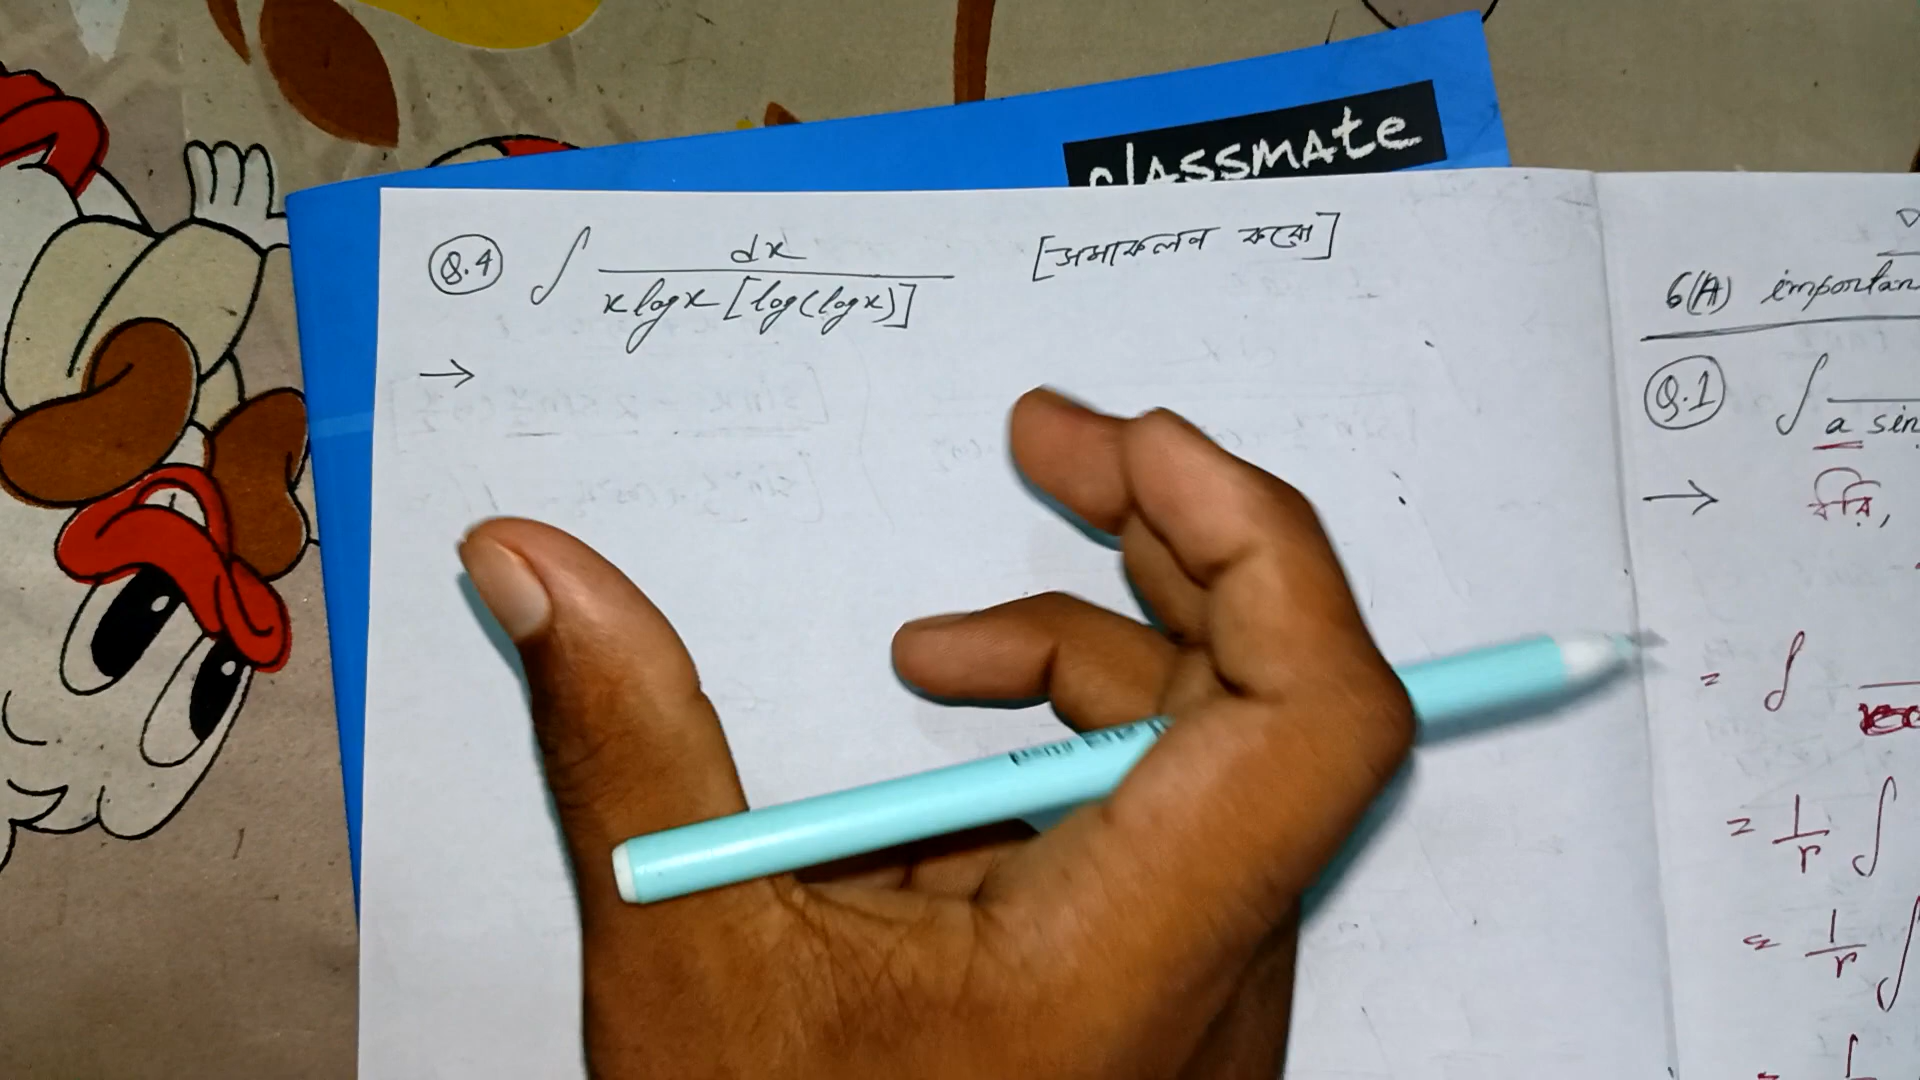 classmate
Q.4 ∫ dx / x log x [log(log x)] [সমাকলন করো]
→
6(A) importan
Q.1 ∫
a sin
→ ধরি,
= ∫
= 1/r ∫
= 1/r ∫